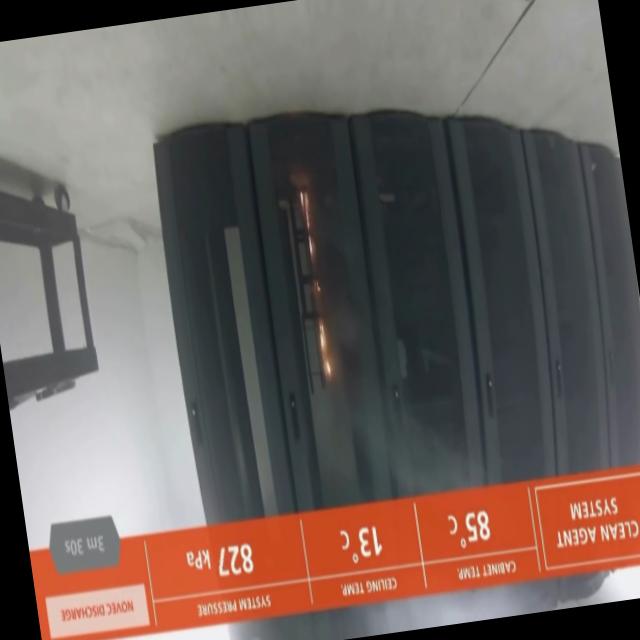 CLEAN AGENT
SYSTEM
CABINET TEMP.
85°C
CEILING TEMP.
13°C
SYSTEM PRESSURE
827 kPa
NOVEC DISCHARGE
3m 30s